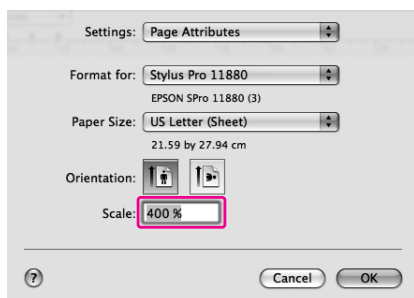 Settings: Page Attributes
Format for: Stylus Pro 11880
EPSON SPro 11880 (3)
Paper Size: US Letter (Sheet)
21.59 by 27.94 cm
Orientation:
Scale: 400 %
? Cancel OK